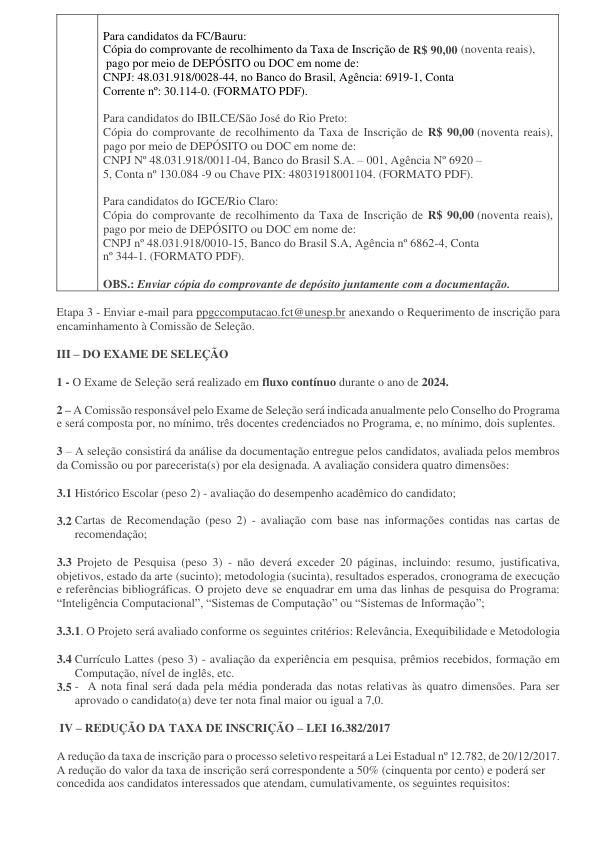 Para candidatos da FC/Bauru:
Cópia do comprovante de recolhimento da Taxa de Inscrição de R$ 90,00 (noventa reais),
pago por meio de DEPÓSITO ou DOC em nome de:
CNPJ: 48.031.918/0028-44, no Banco do Brasil, Agência: 6919-1, Conta
Corrente nº: 30.114-0. (FORMATO PDF).
Para candidatos do IBILCE/São José do Rio Preto:
Cópia do comprovante de recolhimento da Taxa de Inscrição de R$ 90,00 (noventa reais),
pago por meio de DEPÓSITO ou DOC em nome de:
CNPJ Nº 48.031.918/0011-04, Banco do Brasil S.A. – 001, Agência Nº 6920 –
5, Conta nº 130.084 -9 ou Chave PIX: 48031918001104. (FORMATO PDF).
Para candidatos do IGCE/Rio Claro:
Cópia do comprovante de recolhimento da Taxa de Inscrição de R$ 90,00 (noventa reais),
pago por meio de DEPÓSITO ou DOC em nome de:
CNPJ nº 48.031.918/0010-15, Banco do Brasil S.A, Agência nº 6862-4, Conta
nº 344-1. (FORMATO PDF).
OBS.: Enviar cópia do comprovante de depósito juntamente com a documentação.
Etapa 3 - Enviar e-mail para ppgccomputacao.fct@unesp.br anexando o Requerimento de inscrição para
encaminhamento à Comissão de Seleção.
III – DO EXAME DE SELEÇÃO
1 - O Exame de Seleção será realizado em fluxo contínuo durante o ano de 2024.
2 – A Comissão responsável pelo Exame de Seleção será indicada anualmente pelo Conselho do Programa
e será composta por, no mínimo, três docentes credenciados no Programa, e, no mínimo, dois suplentes.
3 – A seleção consistirá da análise da documentação entregue pelos candidatos, avaliada pelos membros
da Comissão ou por parecerista(s) por ela designada. A avaliação considera quatro dimensões:
3.1 Histórico Escolar (peso 2) - avaliação do desempenho acadêmico do candidato;
3.2 Cartas de Recomendação (peso 2) - avaliação com base nas informações contidas nas cartas de
recomendação;
3.3 Projeto de Pesquisa (peso 3) - não deverá exceder 20 páginas, incluindo: resumo, justificativa,
objetivos, estado da arte (sucinto); metodologia (sucinta), resultados esperados, cronograma de execução
e referências bibliográficas. O projeto deve se enquadrar em uma das linhas de pesquisa do Programa:
“Inteligência Computacional”, “Sistemas de Computação” ou “Sistemas de Informação”;
3.3.1. O Projeto será avaliado conforme os seguintes critérios: Relevância, Exequibilidade e Metodologia
3.4 Currículo Lattes (peso 3) - avaliação da experiência em pesquisa, prêmios recebidos, formação em
Computação, nível de inglês, etc.
3.5 - A nota final será dada pela média ponderada das notas relativas às quatro dimensões. Para ser
aprovado o candidato(a) deve ter nota final maior ou igual a 7,0.
IV – REDUÇÃO DA TAXA DE INSCRIÇÃO – LEI 16.382/2017
A redução da taxa de inscrição para o processo seletivo respeitará a Lei Estadual nº 12.782, de 20/12/2017.
A redução do valor da taxa de inscrição será correspondente a 50% (cinquenta por cento) e poderá ser
concedida aos candidatos interessados que atendam, cumulativamente, os seguintes requisitos: